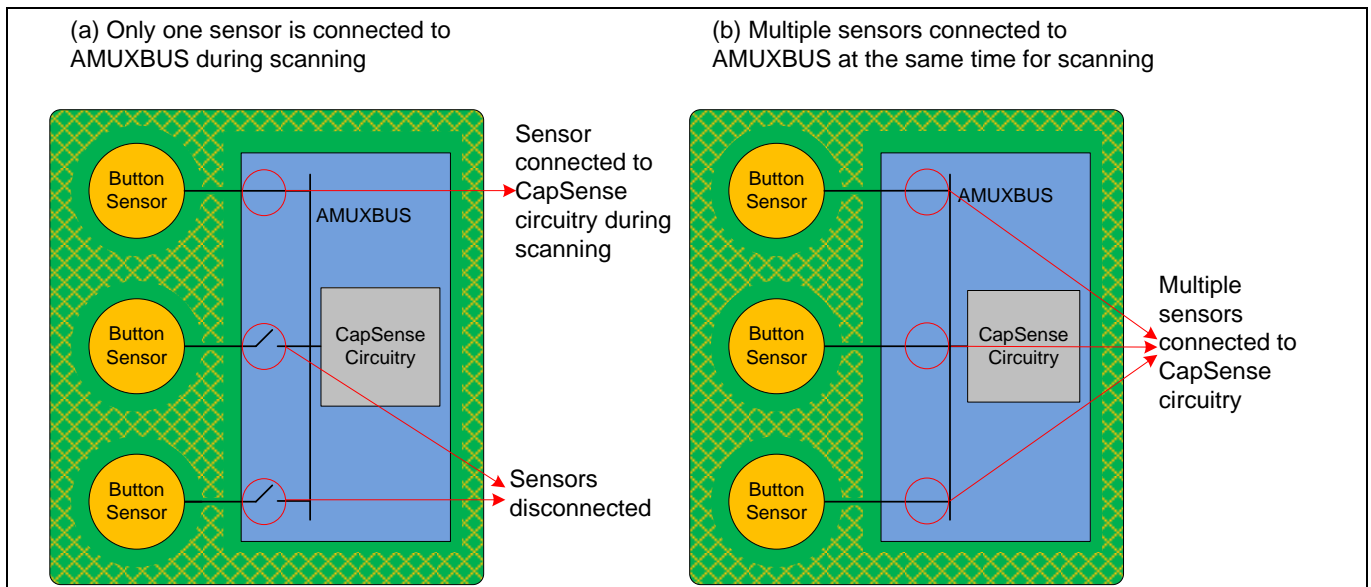 (a) Only one sensor is connected to
AMUXBUS during scanning
Button
Sensor
AMUXBUS
Sensor
connected to
CapSense
circuitry during
scanning
Button
Sensor
CapSense
Circuitry
Button
Sensor
Sensors
disconnected
(b) Multiple sensors connected to
AMUXBUS at the same time for scanning
Button
Sensor
AMUXBUS
Button
Sensor
CapSense
Circuitry
Multiple
sensors
connected to
CapSense
circuitry
Button
Sensor